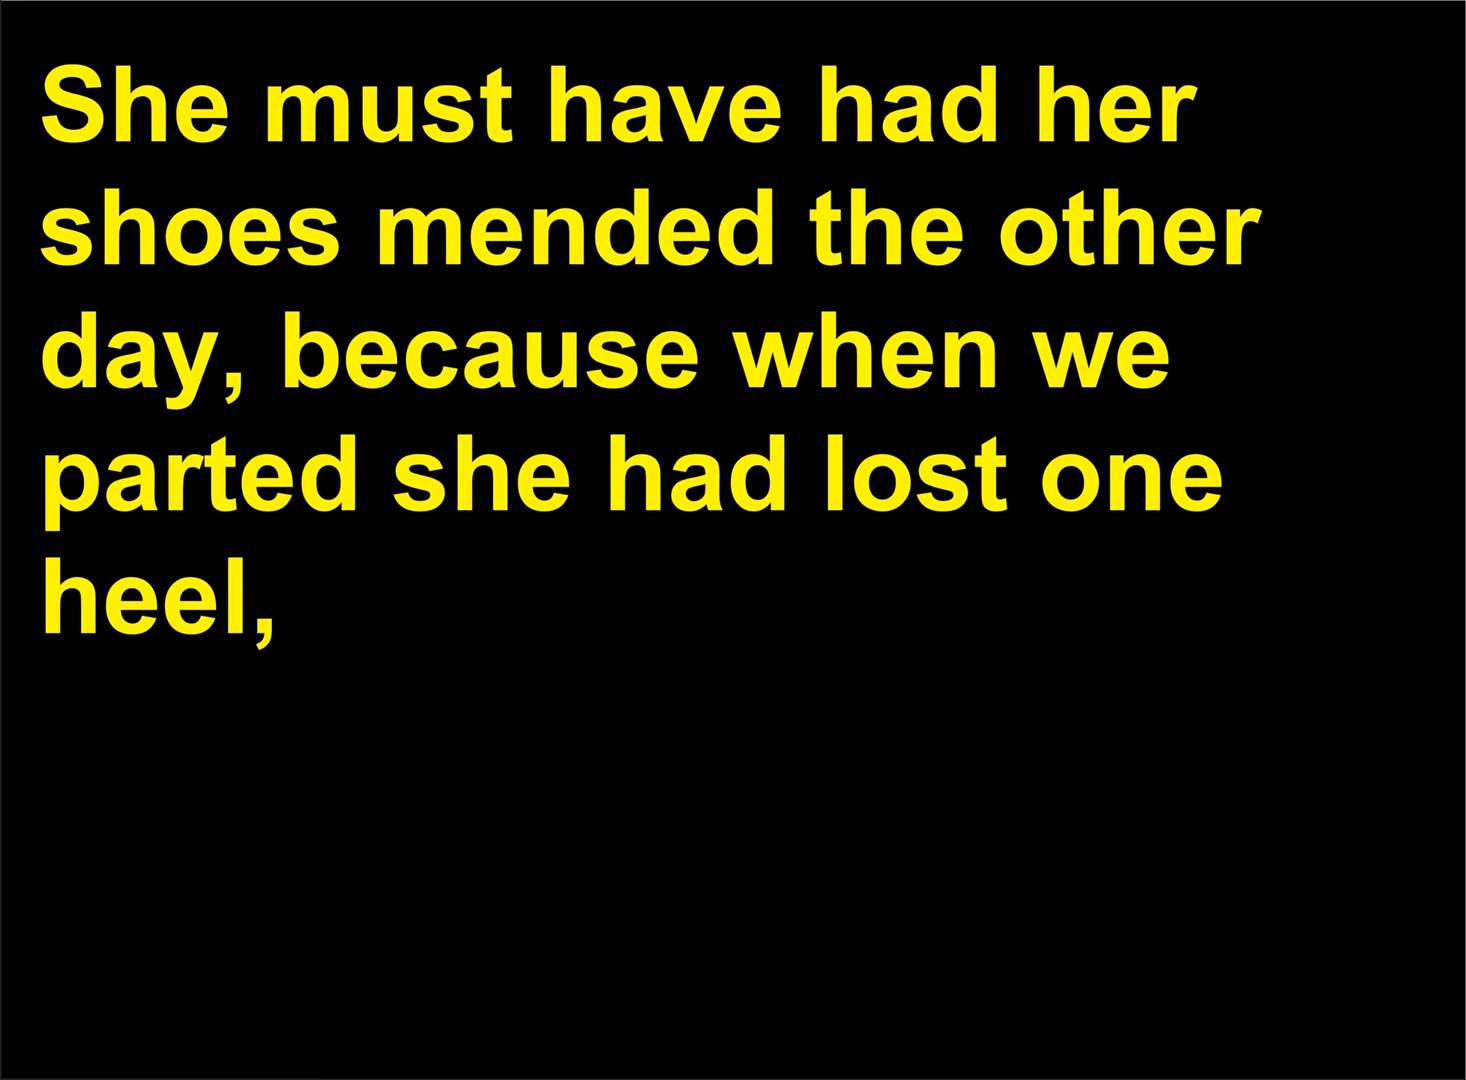 She must have had her
shoes mended the other
day, because when we
parted she had lost one
heel,